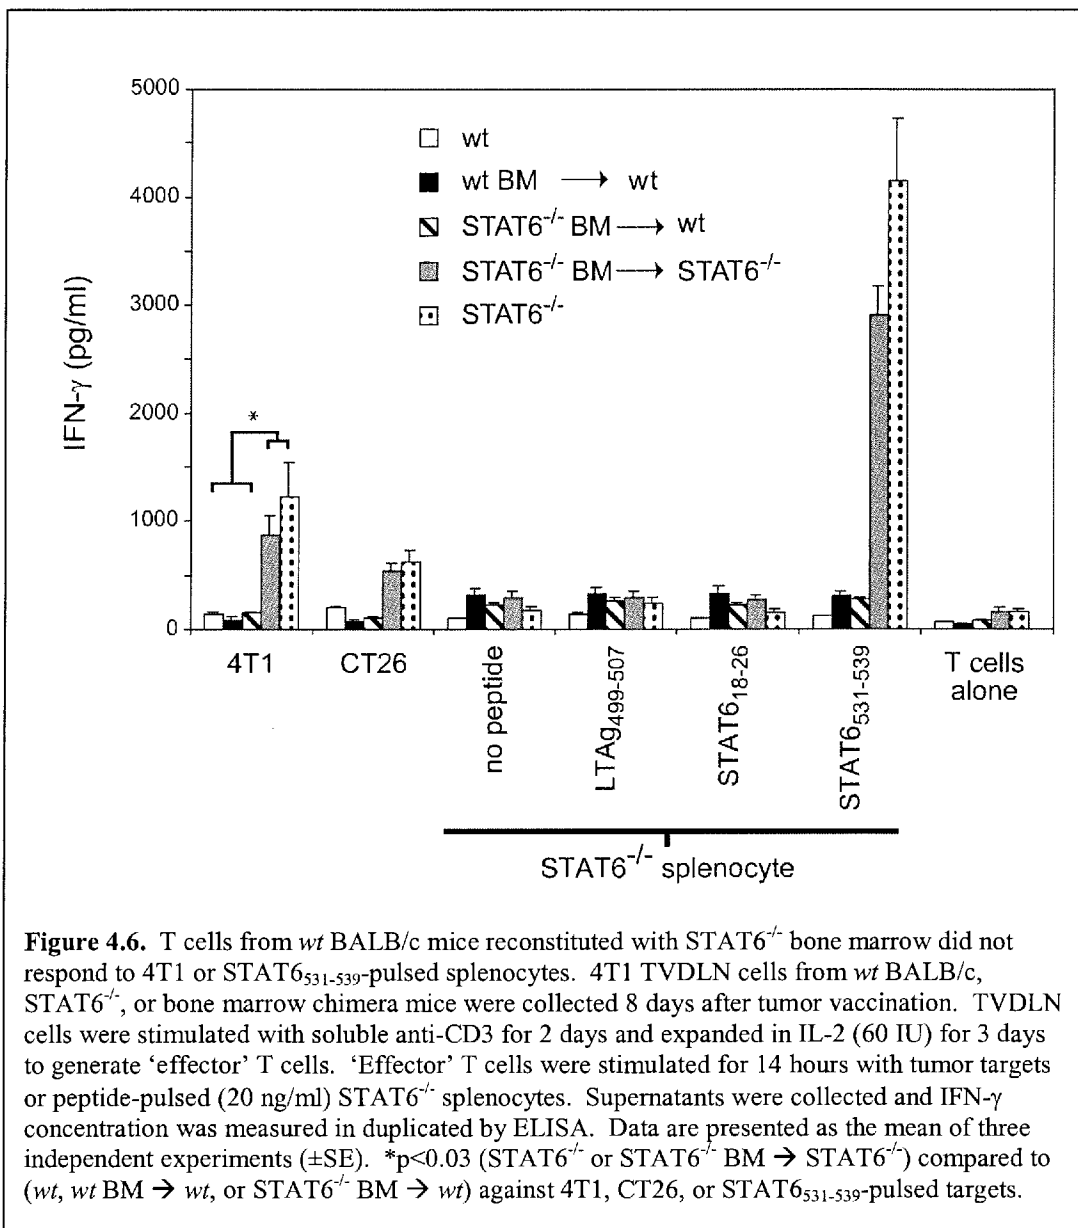 5000
4000
3000
2000
1000
0
IFN-γ (pg/ml)
wt
wt BM → wt
STAT6-/- BM → wt
STAT6-/- BM → STAT6-/-
STAT6-/-
*
4T1
CT26
no peptide
LTAg499-507
STAT618-26
STAT6531-539
T cells
alone
STAT6-/- splenocyte
Figure 4.6. T cells from wt BALB/c mice reconstituted with STAT6-/- bone marrow did not
respond to 4T1 or STAT6531-539-pulsed splenocytes. 4T1 TVDLN cells from wt BALB/c,
STAT6-/-, or bone marrow chimera mice were collected 8 days after tumor vaccination. TVDLN
cells were stimulated with soluble anti-CD3 for 2 days and expanded in IL-2 (60 IU) for 3 days
to generate ‘effector’ T cells. ‘Effector’ T cells were stimulated for 14 hours with tumor targets
or peptide-pulsed (20 ng/ml) STAT6-/- splenocytes. Supernatants were collected and IFN-γ
concentration was measured in duplicated by ELISA. Data are presented as the mean of three
independent experiments (±SE). *p<0.03 (STAT6-/- or STAT6-/- BM → STAT6-/-) compared to
(wt, wt BM → wt, or STAT6-/- BM → wt) against 4T1, CT26, or STAT6531-539-pulsed targets.